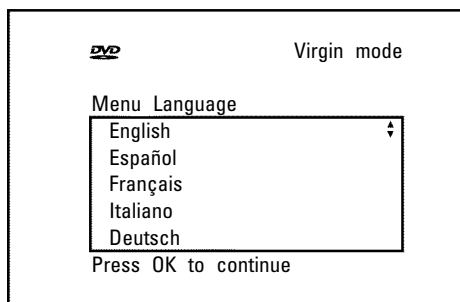 DVD Virgin mode
Menu Language
English
Español
Français
Italiano
Deutsch
Press OK to continue